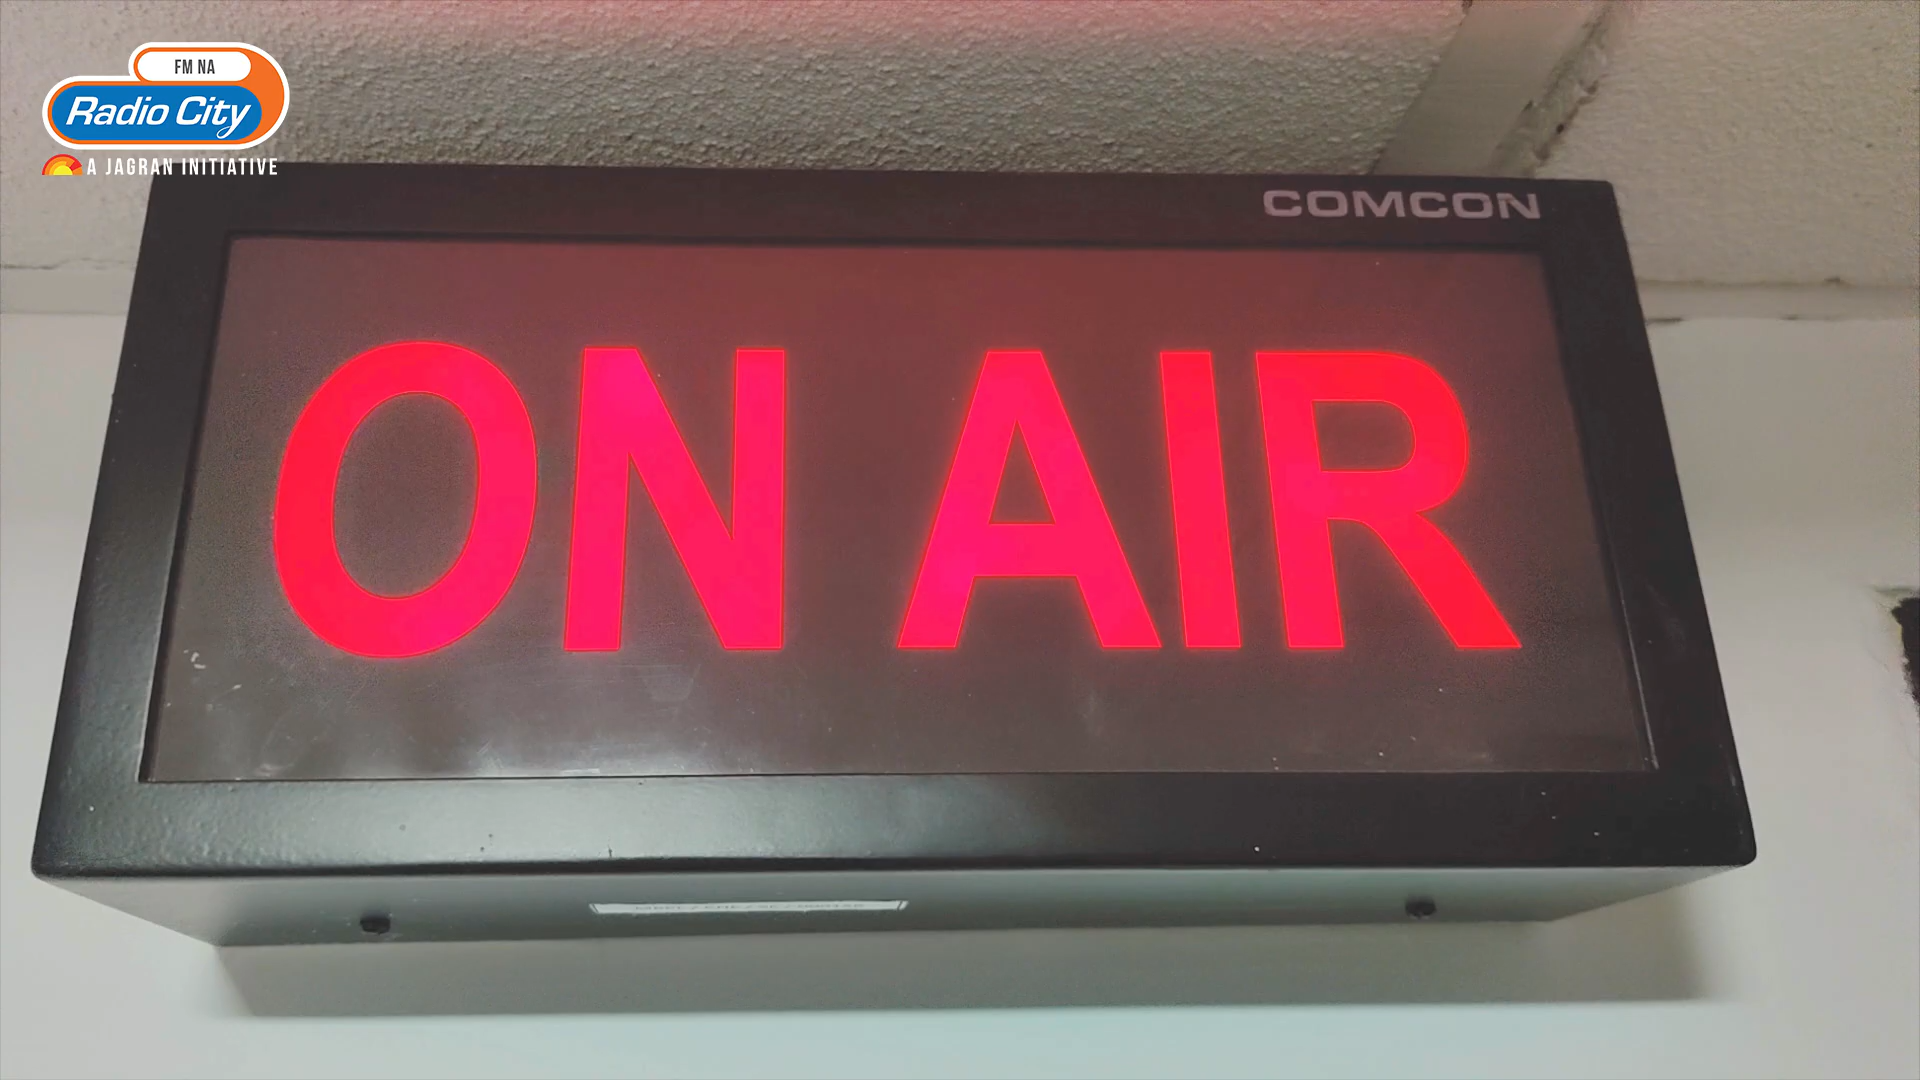 FM NA
Radio City
A JAGRAN INITIATIVE
COMCON
ON AIR